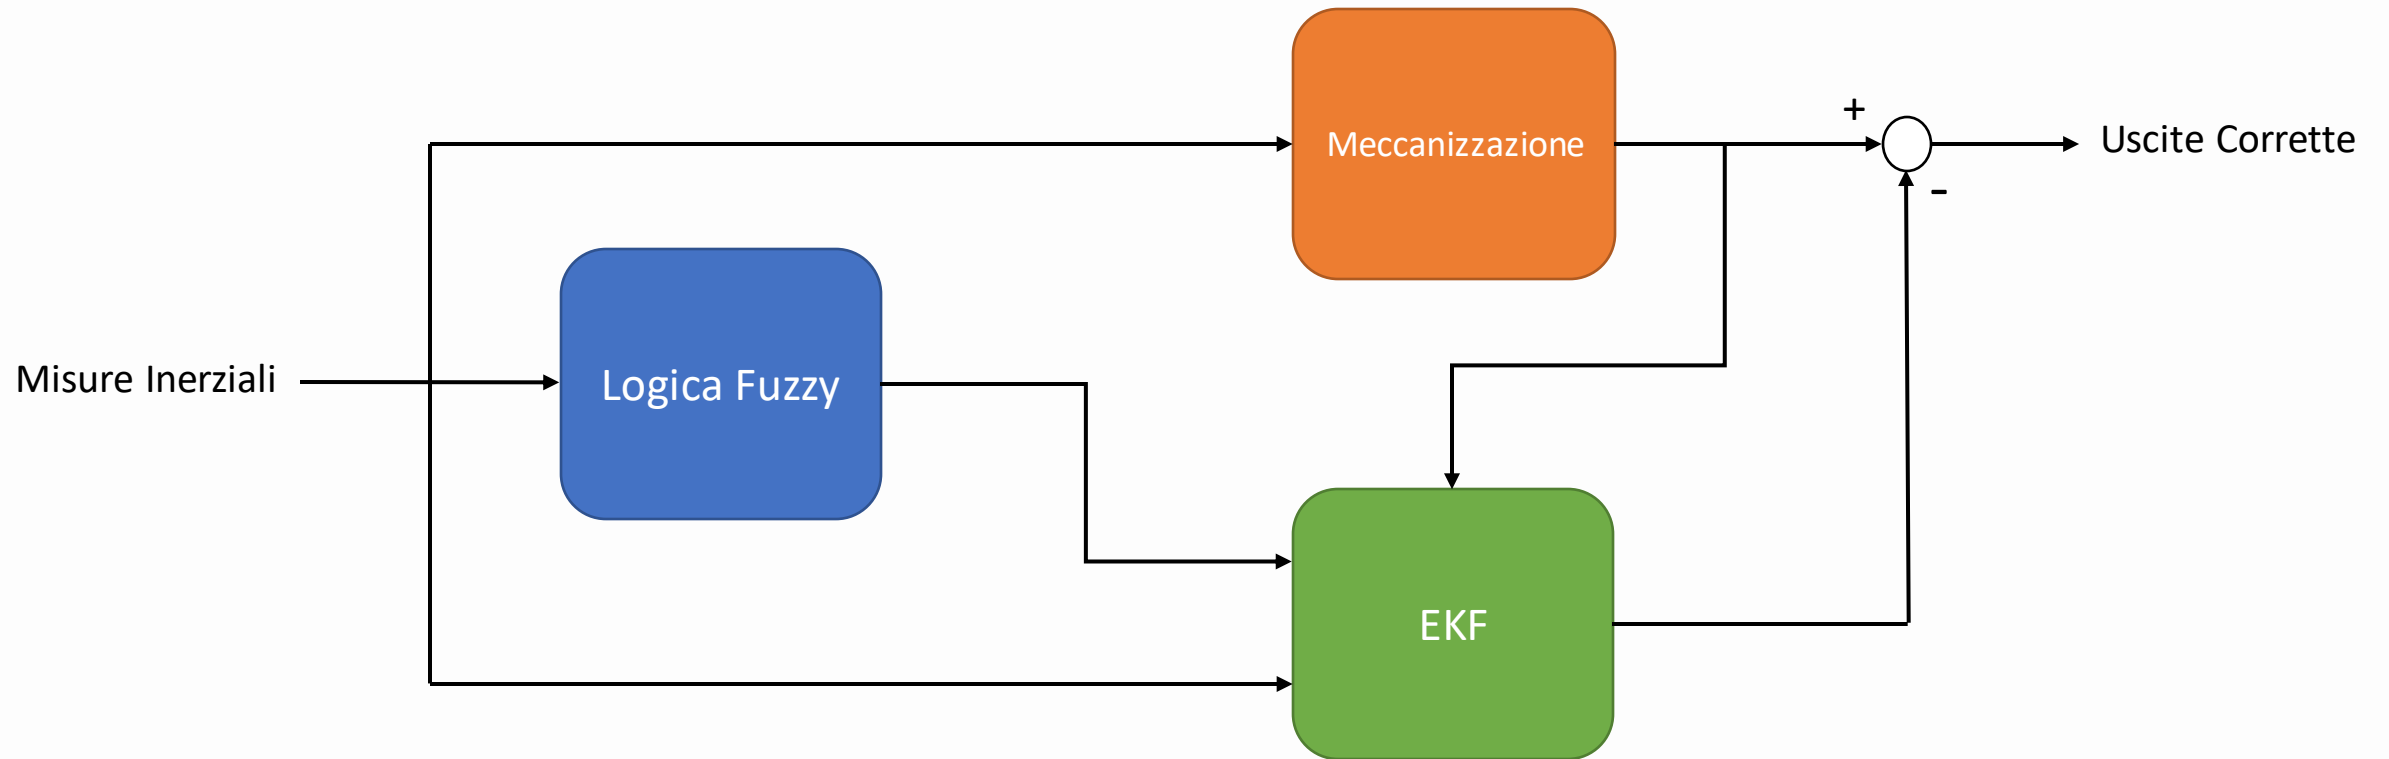 Meccanizzazione
+
-
Uscite Corrette
Misure Inerziali
Logica Fuzzy
EKF